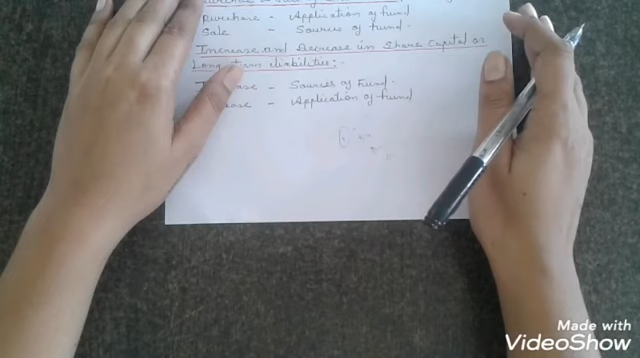 Purchase - Application of fund
Sale - Sources of fund.
Increase and Decrease in Share Capital or
Long term liabilities:-
- Sources of Fund.
- Application of fund
Made with
VideoShow